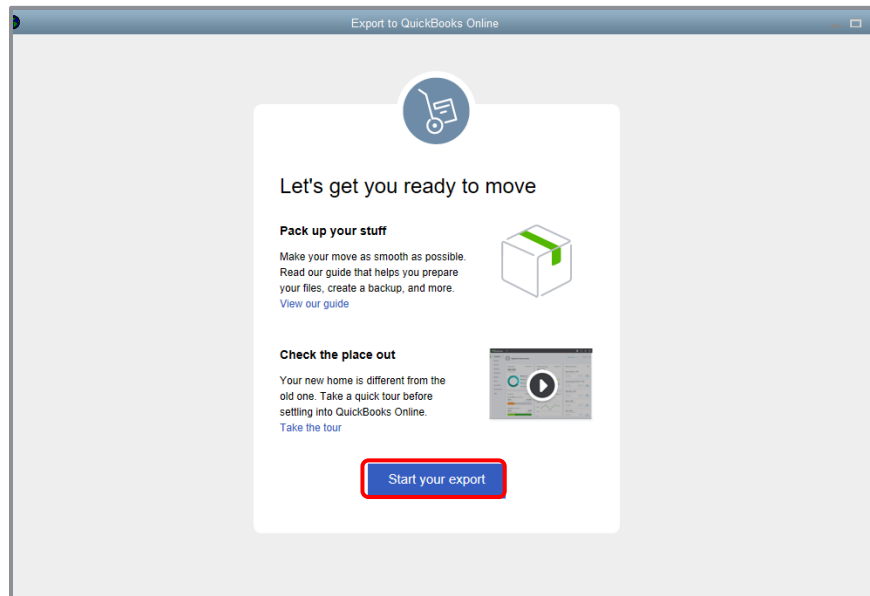 Export to QuickBooks Online
Let's get you ready to move
Pack up your stuff
Make your move as smooth as possible.
Read our guide that helps you prepare
your files, create a backup, and more.
View our guide
Check the place out
Your new home is different from the
old one. Take a quick tour before
settling into QuickBooks Online.
Take the tour
Start your export